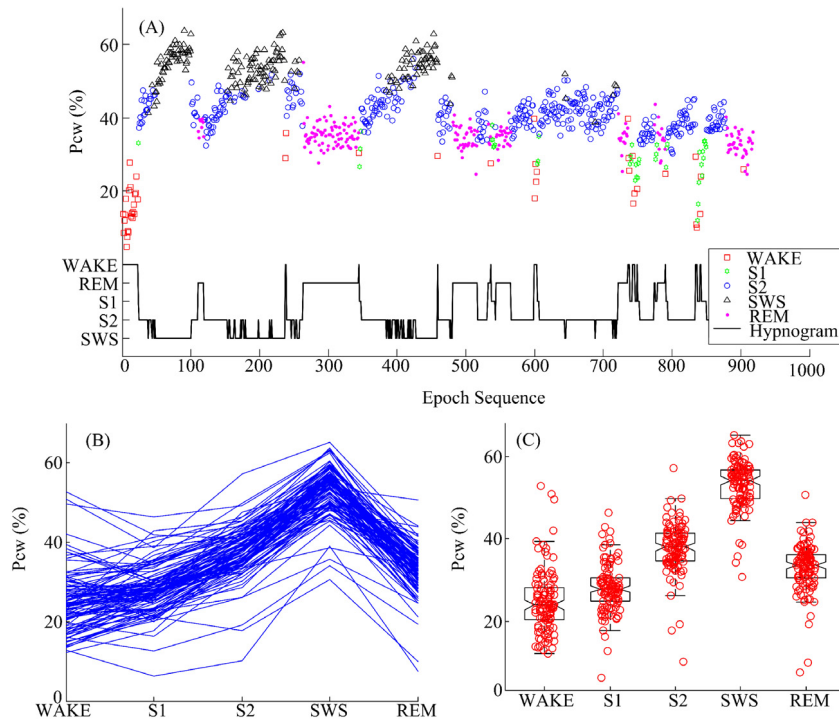 (A)
60
40
20
Pcw (%)
WAKE
REM
S1
S2
SWS
WAKE
S1
S2
SWS
REM
Hypnogram
0 100 200 300 400 500 600 700 800 900 1000
Epoch Sequence
(B)
60
40
20
0
Pcw (%)
WAKE S1 S2 SWS REM
(C)
60
40
20
0
Pcw (%)
WAKE S1 S2 SWS REM